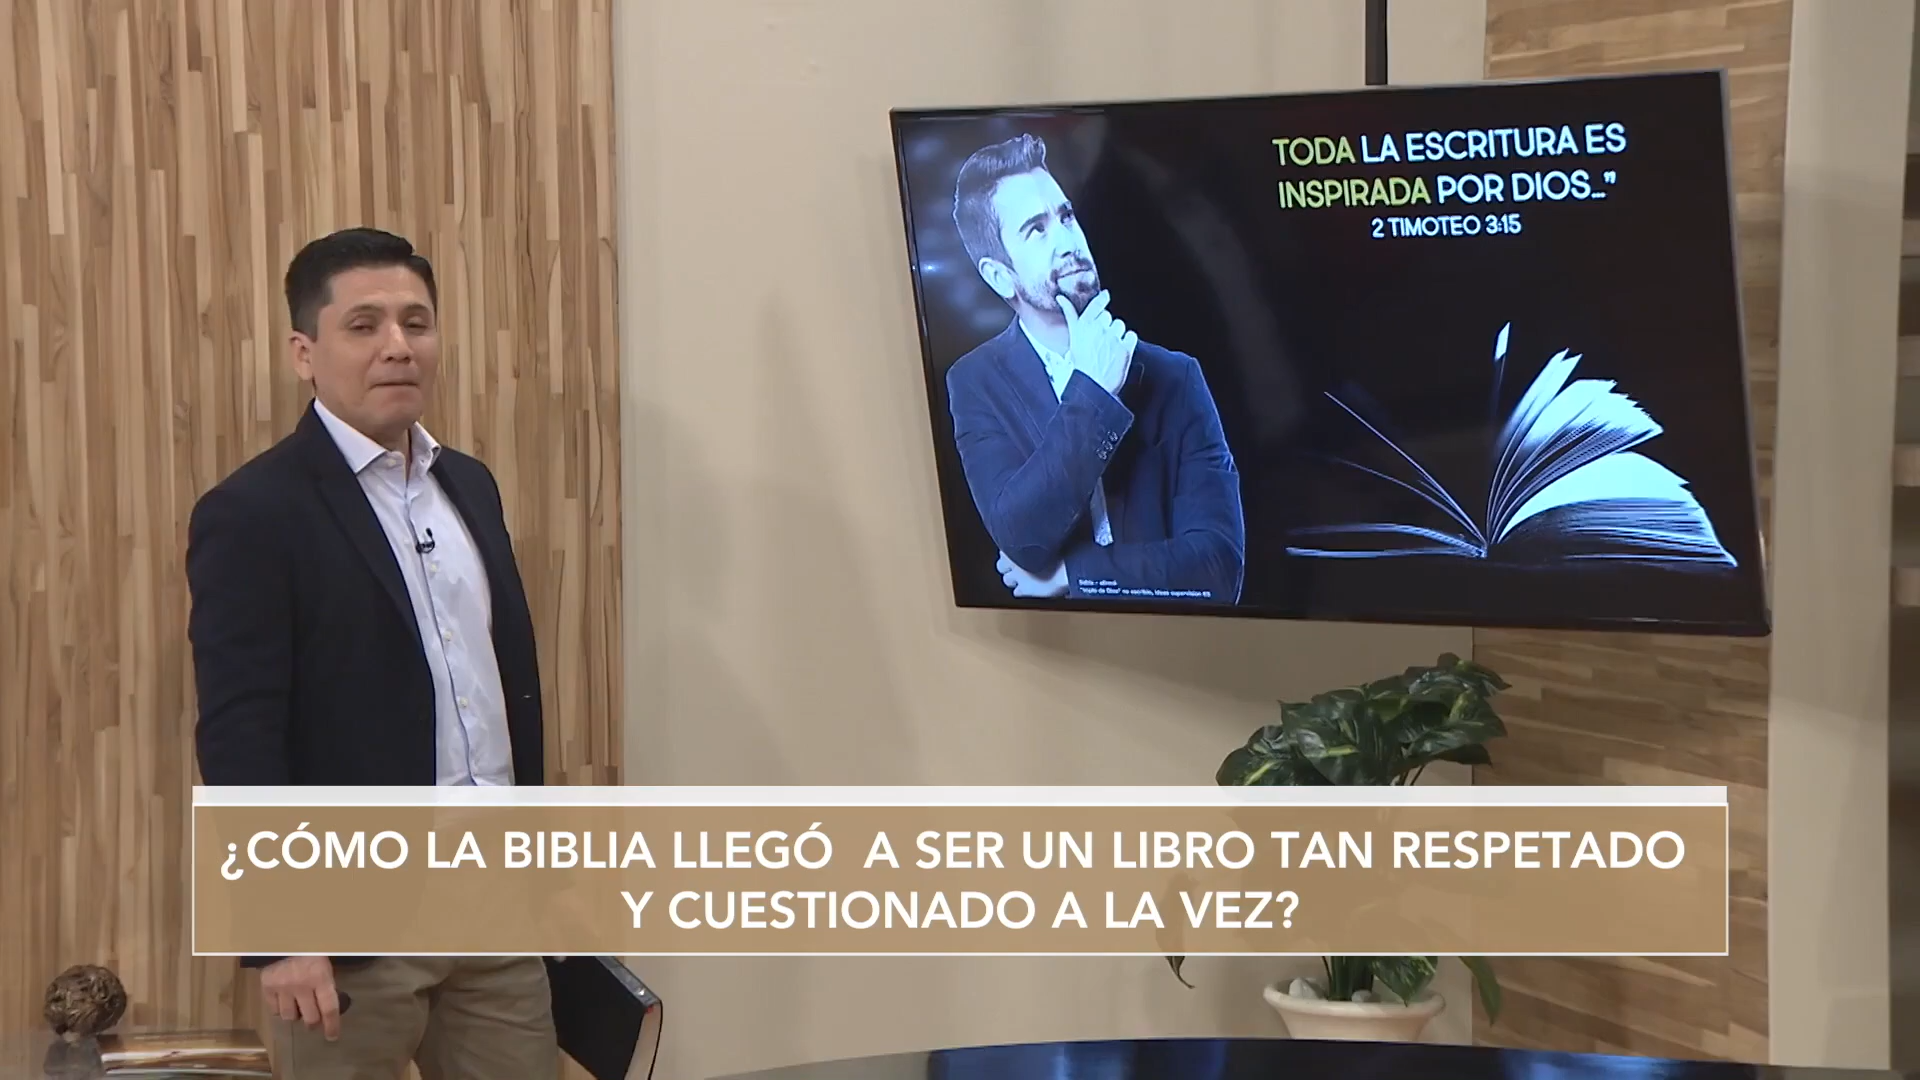 TODA LA ESCRITURA ES
INSPIRADA POR DIOS..."
2 TIMOTEO 3:15
¿CÓMO LA BIBLIA LLEGÓ A SER UN LIBRO TAN RESPETADO
Y CUESTIONADO A LA VEZ?